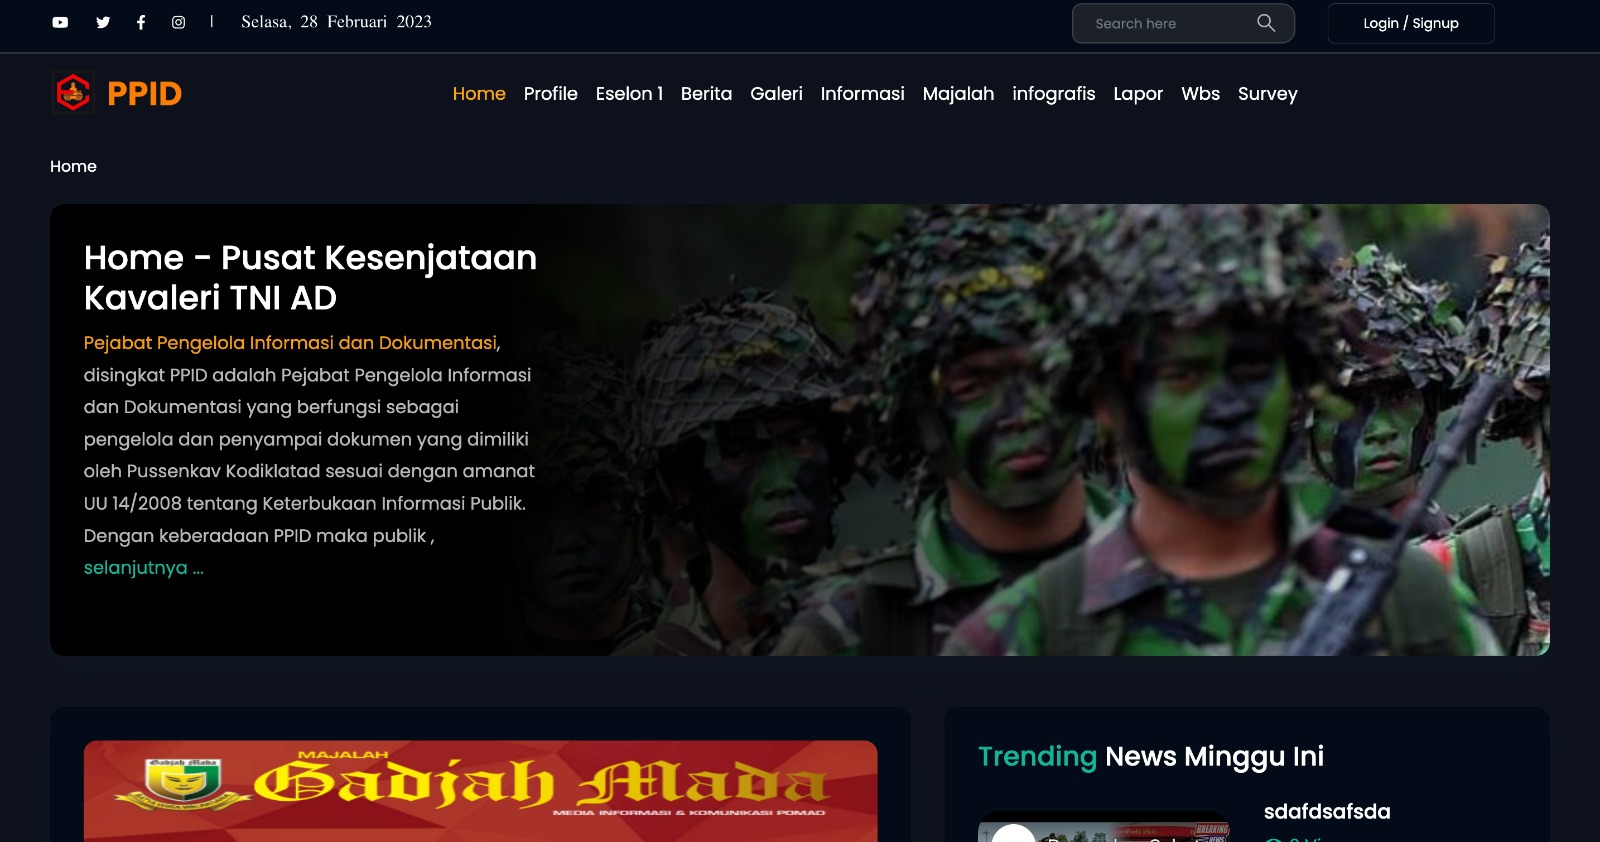 Selasa, 28 Februari 2023
Search here
Login / Signup
PPID
Home Profile Eselon 1 Berita Galeri Informasi Majalah infografis Lapor Wbs Survey
Home
Home - Pusat Kesenjataan
Kavaleri TNI AD
Pejabat Pengelola Informasi dan Dokumentasi,
disingkat PPID adalah Pejabat Pengelola Informasi
dan Dokumentasi yang berfungsi sebagai
pengelola dan penyampai dokumen yang dimiliki
oleh Pussenkav Kodiklatad sesuai dengan amanat
UU 14/2008 tentang Keterbukaan Informasi Publik.
Dengan keberadaan PPID maka publik ,
selanjutnya ...
MAJALAH
Gadjah Mada
Gadjah Mada
MEDIA INFORMASI & KOMUNIKASI POMAD
Trending News Minggu Ini
sdafdsafsda
BREAKING